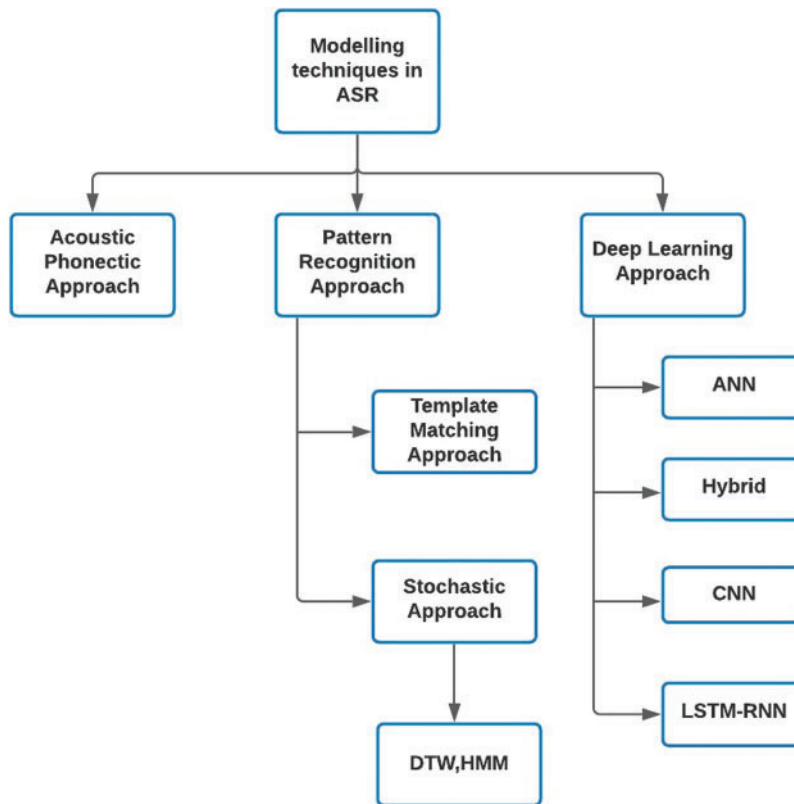 Modelling
techniques in
ASR
Acoustic
Phonectic
Approach
Pattern
Recognition
Approach
Deep Learning
Approach
Template
Matching
Approach
Stochastic
Approach
DTW,HMM
ANN
Hybrid
CNN
LSTM-RNN